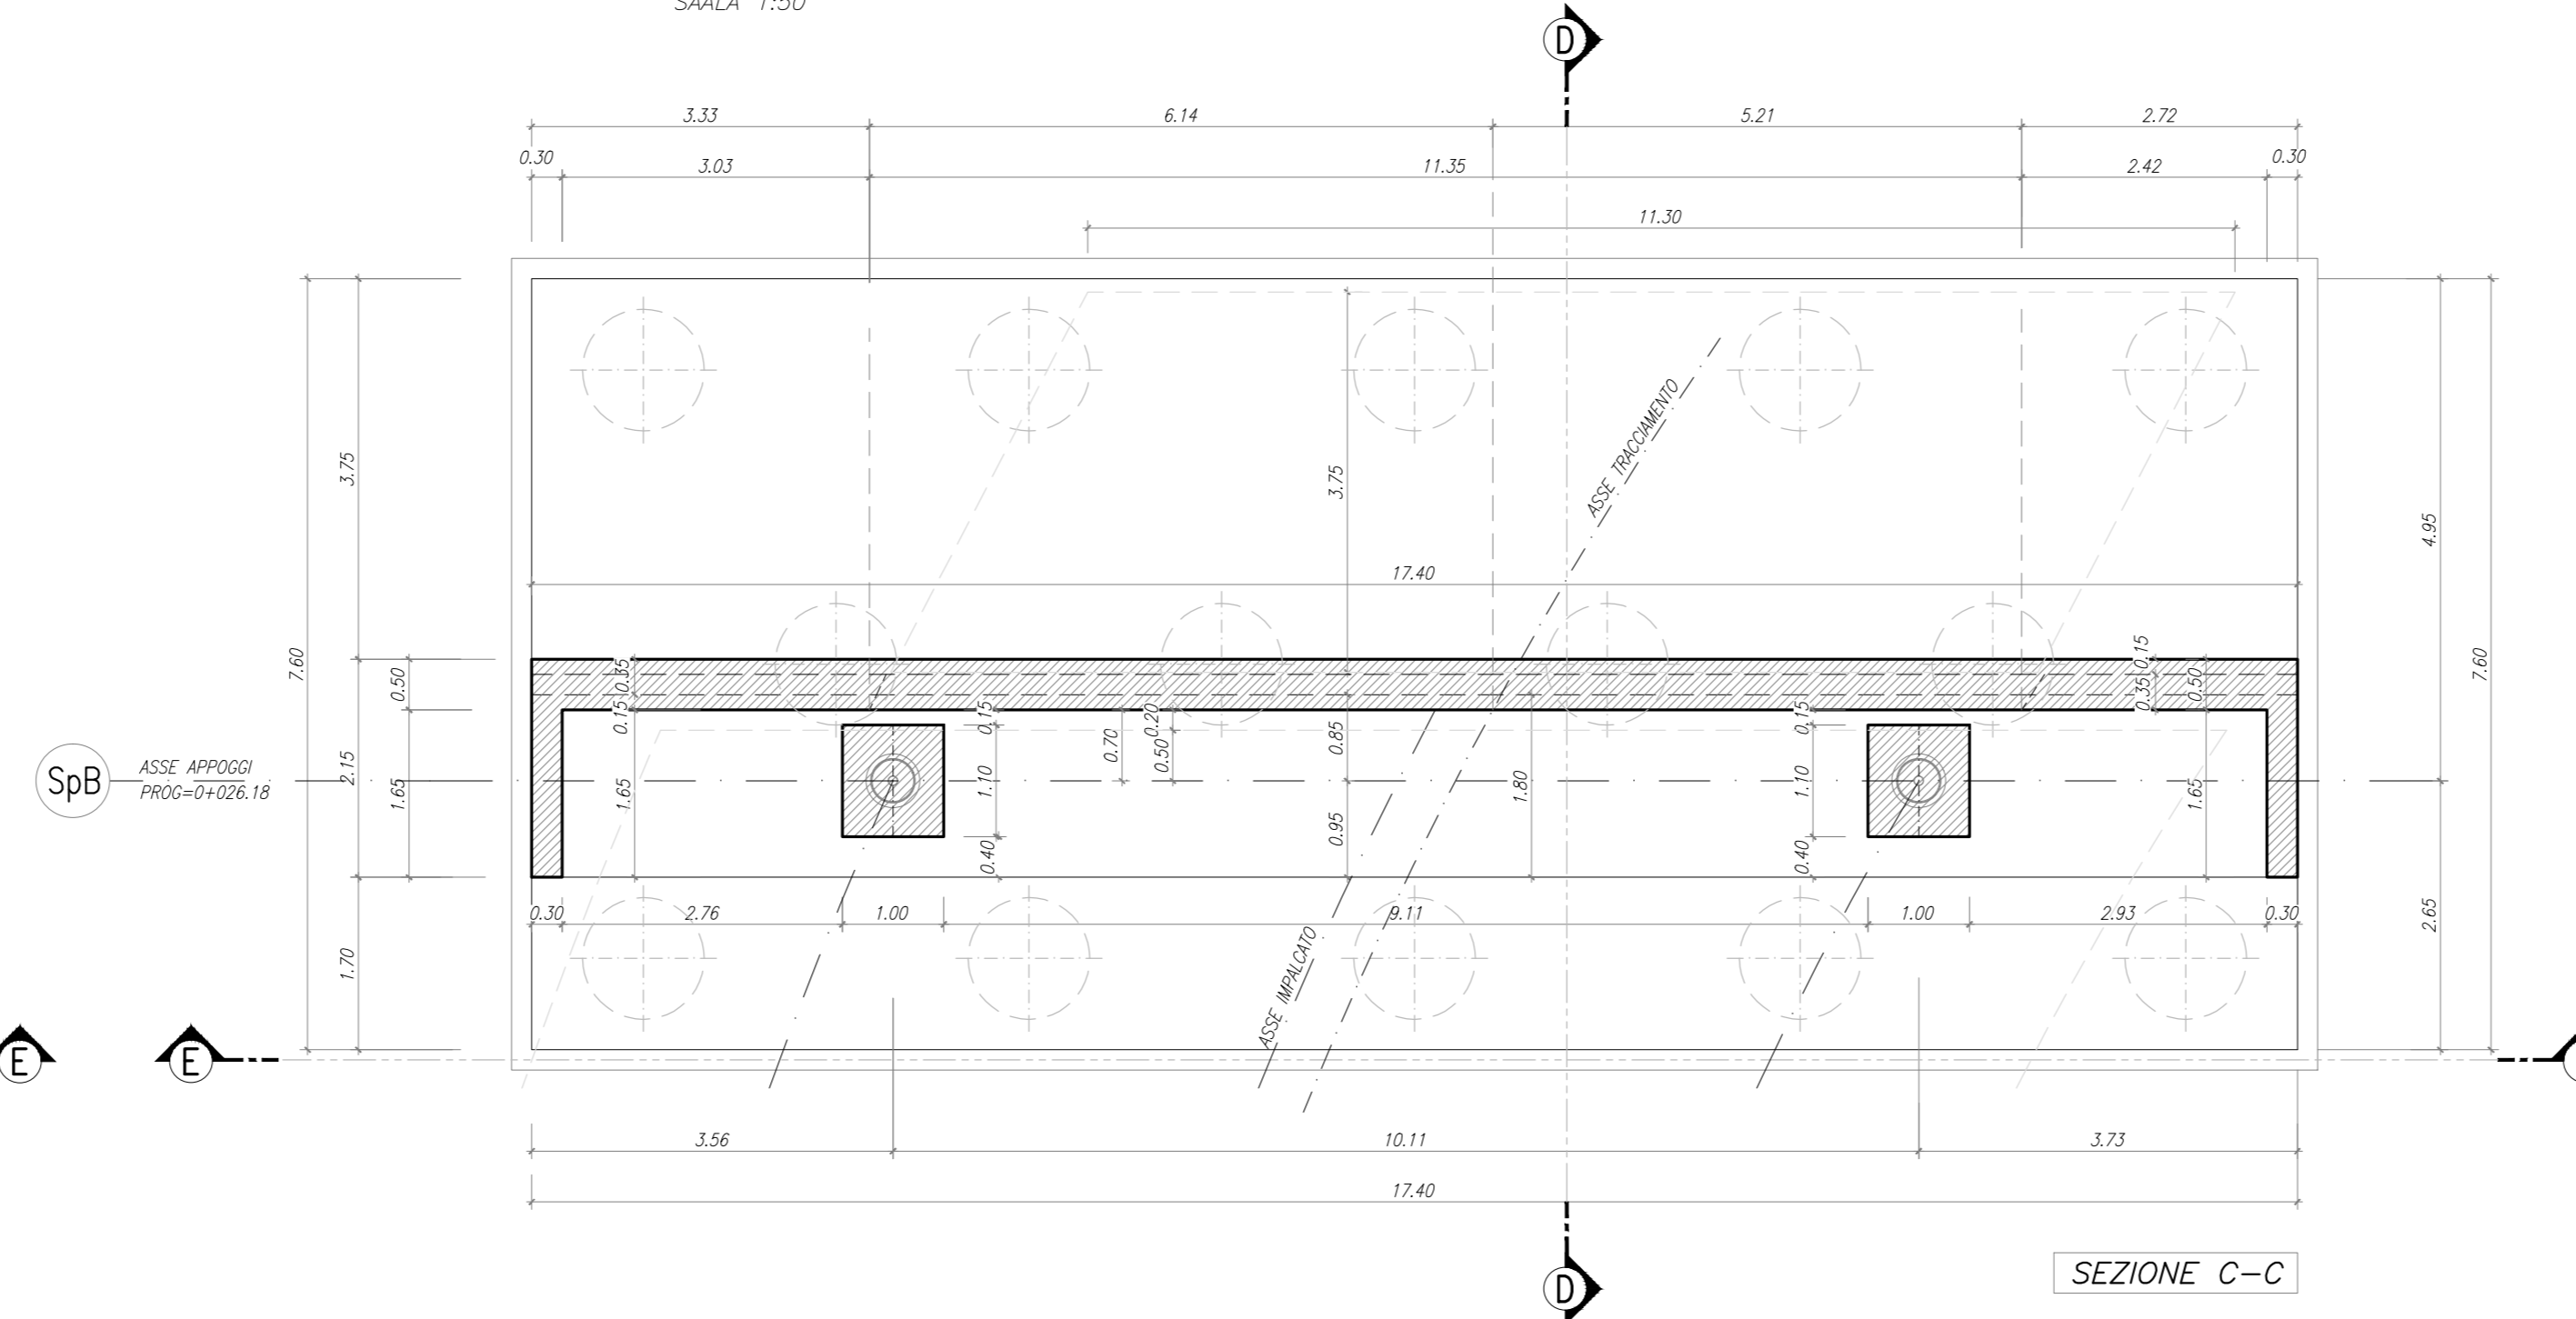 SAALA 1:50
D
3.33 6.14 5.21 2.72
0.30 3.03 11.35 2.42 0.30
11.30
3.75
7.60
0.50
2.15
1.65
1.70
3.75
17.40
ASSE TRACCIAMENTO
4.95
7.60
2.65
0.35
0.15
1.65
0.15
1.10
0.40
0.70
0.20
0.50
0.85
0.95
1.80
0.15
1.10
0.40
0.15
0.35
0.50
1.65
SpB
ASSE APPOGGI
PROG=0+026.18
0.30 2.76 1.00 9.11 1.00 2.93 0.30
ASSE IMPALCATO
E E
3.56 10.11 3.73
17.40
D
SEZIONE C-C